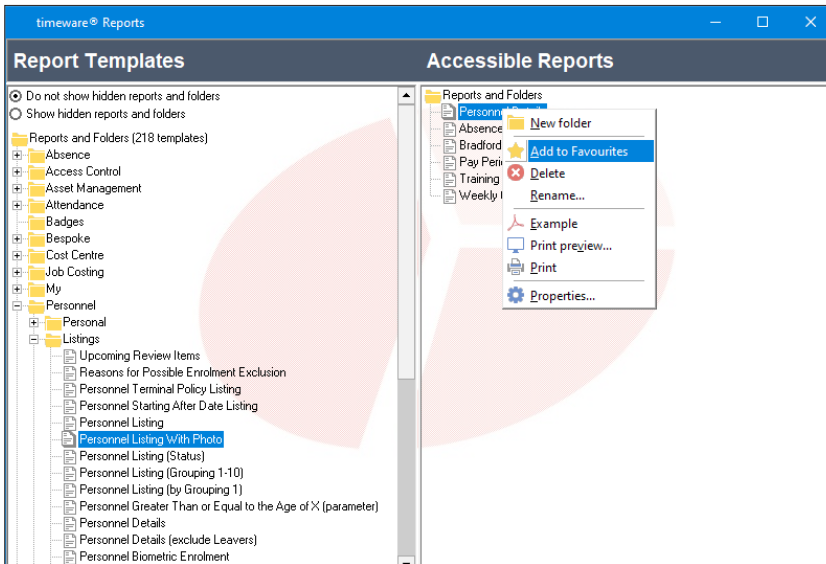 timeware® Reports
Report Templates
Accessible Reports
Do not show hidden reports and folders
Show hidden reports and folders
Reports and Folders (218 templates)
Absence
Access Control
Asset Management
Attendance
Badges
Bespoke
Cost Centre
Job Costing
My
Personnel
Personal
Listings
Upcoming Review Items
Reasons for Possible Enrolment Exclusion
Personnel Terminal Policy Listing
Personnel Starting After Date Listing
Personnel Listing
Personnel Listing With Photo
Personnel Listing (Status)
Personnel Listing (Grouping 1-10)
Personnel Listing (by Grouping 1)
Personnel Greater Than or Equal to the Age of X (parameter)
Personnel Details
Personnel Details (exclude Leavers)
Personnel Biometric Enrolment
Reports and Folders
Absence
Bradford
Training
Weekly
New folder
Add to Favourites
Delete
Rename...
Example
Print preview...
Print
Properties...